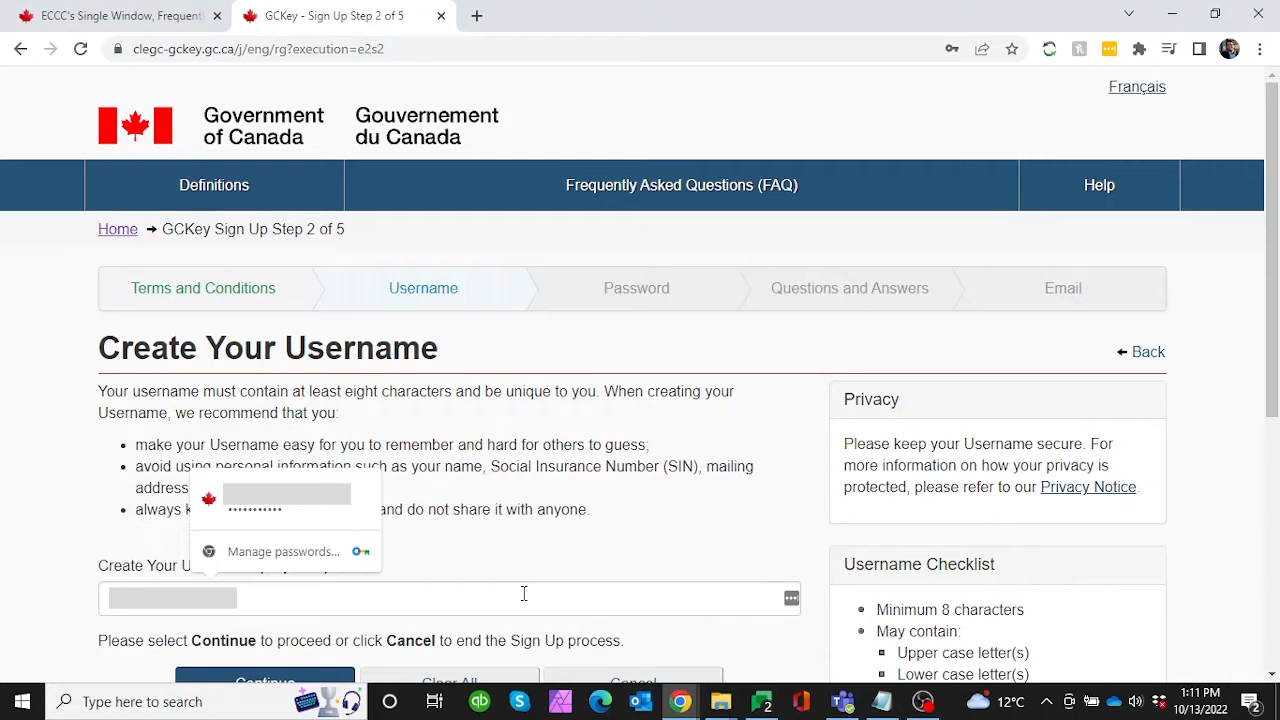 ECCC's Single Window, Frequent
GCKey - Sign Up Step 2 of 5
clegc-gckey.gc.ca/j/eng/rg?execution=e2s2
Français
Government
of Canada
Gouvernement
du Canada
Definitions
Frequently Asked Questions (FAQ)
Help
Home → GCKey Sign Up Step 2 of 5
Terms and Conditions
Username
Password
Questions and Answers
Email
Create Your Username
← Back
Your username must contain at least eight characters and be unique to you. When creating your
Username, we recommend that you:
• make your Username easy for you to remember and hard for others to guess;
• avoid using personal information such as your name, Social Insurance Number (SIN), mailing
address
• always k
and do not share it with anyone.
•••••••••••
Manage passwords...
Create Your U
Please select Continue to proceed or click Cancel to end the Sign Up process.
Continue
Clear All
Cancel
Privacy
Please keep your Username secure. For
more information on how your privacy is
protected, please refer to our Privacy Notice.
Username Checklist
• Minimum 8 characters
• May contain:
▪ Upper case letter(s)
▪ Lower case letter(s)
Type here to search
12°C
1:11 PM
10/13/2022
2
2